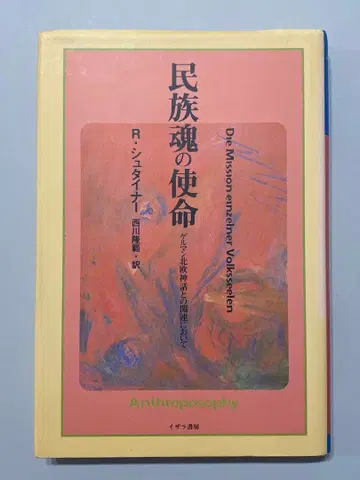 民族魂の使命
ゲルマン北欧神話との関連において
R・シュタイナー
西川隆範・訳
Die Mission einzelner Volksseelen
Anthroposophy
イザラ書房